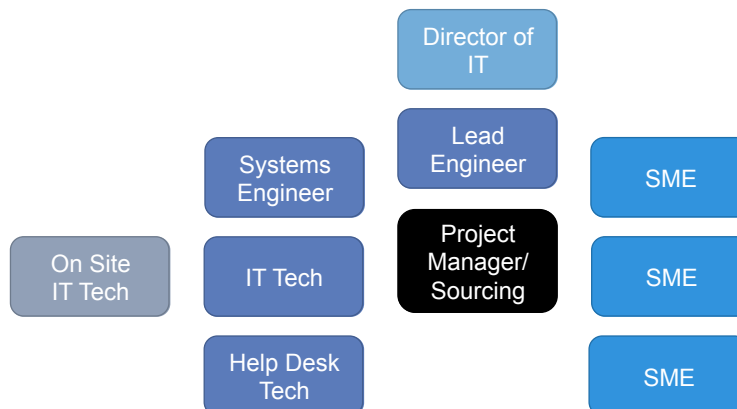 Director of
IT
Lead
Engineer
Systems
Engineer
SME
Project
Manager/
Sourcing
On Site
IT Tech
IT Tech
SME
Help Desk
Tech
SME